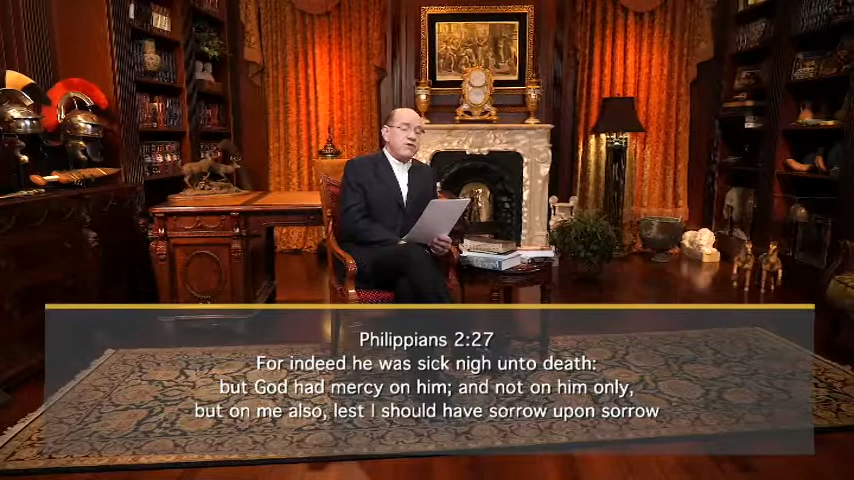 Philippians 2:27
For indeed he was sick nigh unto death:
but God had mercy on him; and not on him only,
but on me also, lest I should have sorrow upon sorrow